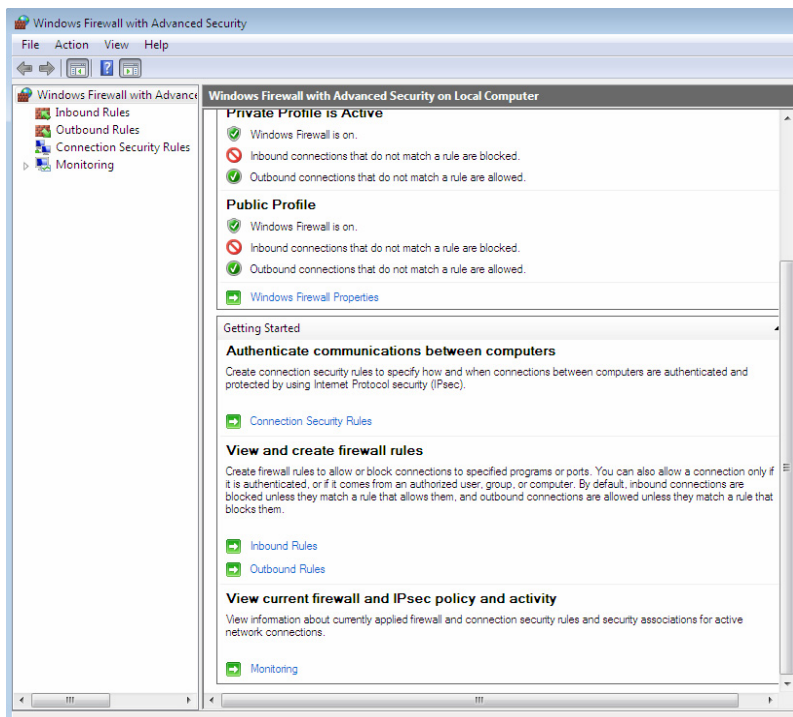 Windows Firewall with Advanced Security
File Action View Help
Windows Firewall with Advance
Inbound Rules
Outbound Rules
Connection Security Rules
Monitoring
Windows Firewall with Advanced Security on Local Computer
Private Profile is Active
Windows Firewall is on.
Inbound connections that do not match a rule are blocked.
Outbound connections that do not match a rule are allowed.
Public Profile
Windows Firewall is on.
Inbound connections that do not match a rule are blocked.
Outbound connections that do not match a rule are allowed.
Windows Firewall Properties
Getting Started
Authenticate communications between computers
Create connection security rules to specify how and when connections between computers are authenticated and
protected by using Internet Protocol security (IPsec).
Connection Security Rules
View and create firewall rules
Create firewall rules to allow or block connections to specified programs or ports. You can also allow a connection only if
it is authenticated, or if it comes from an authorized user, group, or computer. By default, inbound connections are
blocked unless they match a rule that allows them, and outbound connections are allowed unless they match a rule that
blocks them.
Inbound Rules
Outbound Rules
View current firewall and IPsec policy and activity
View information about currently applied firewall and connection security rules and security associations for active
network connections.
Monitoring